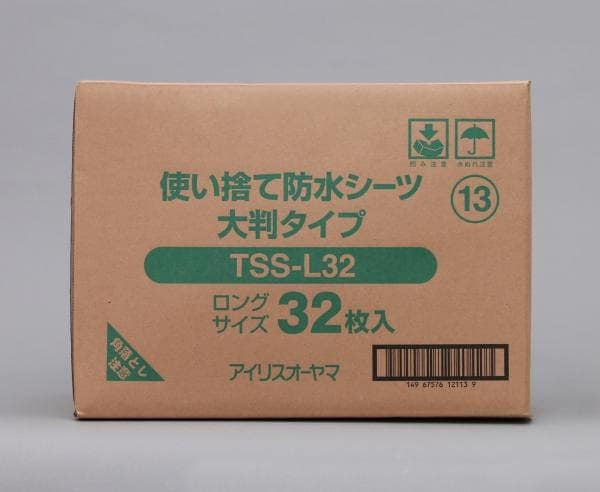 踏み注意 水ぬれ注意
使い捨て防水シーツ
13
大判タイプ
TSS-L32
ロング
サイズ
32枚入
角落とし
注意
アイリスオーヤマ
149 67576 12113 9